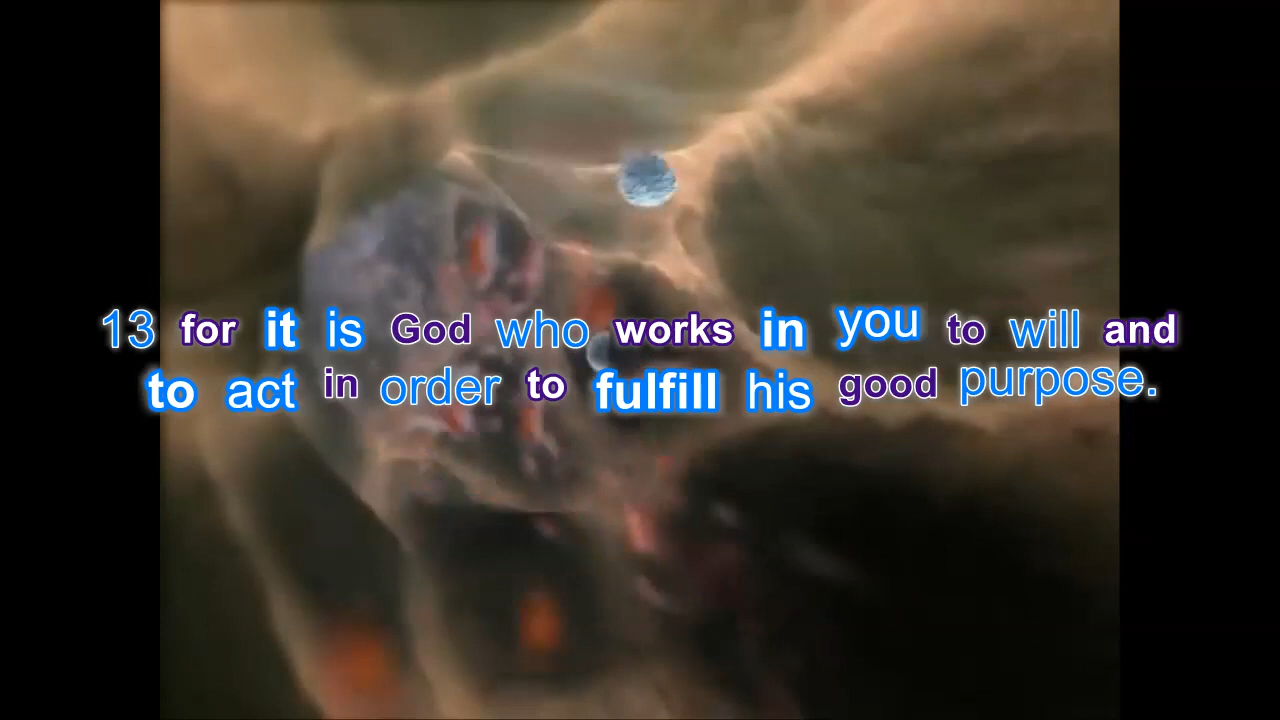 13 for it is God who works in you to will and
to act in order to fulfill his good purpose.